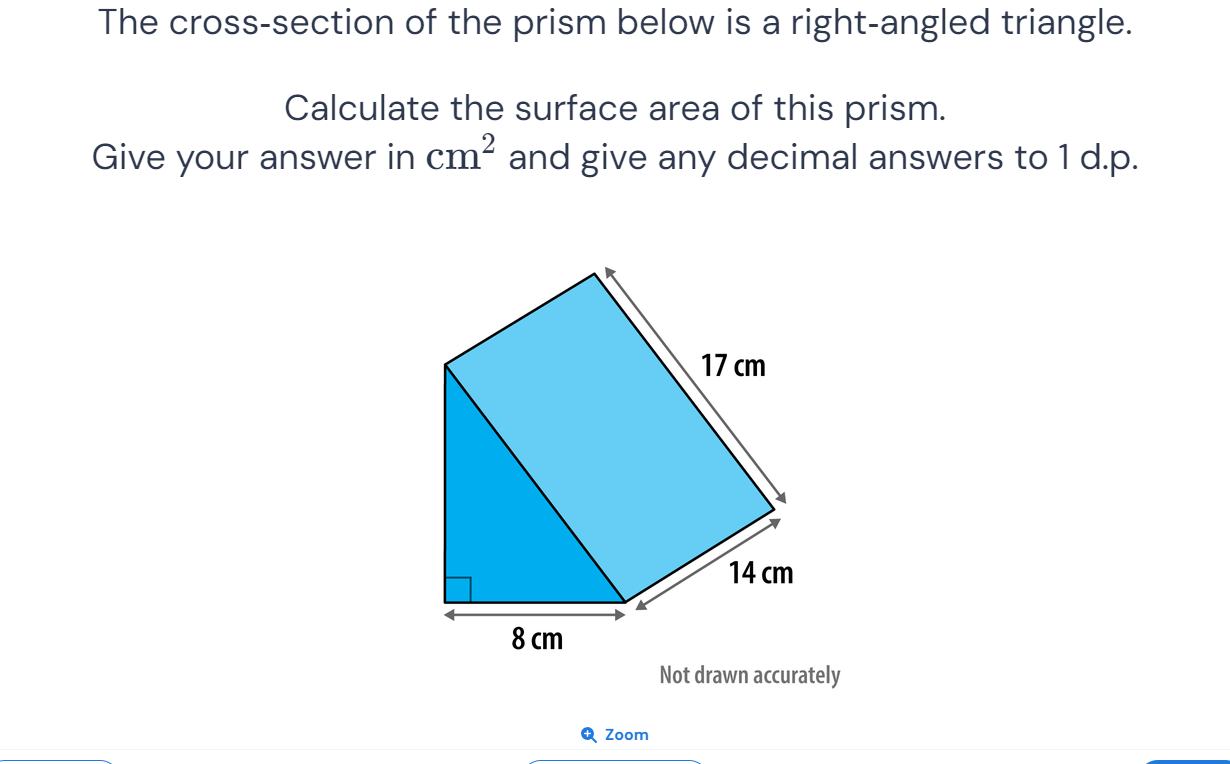 The cross-section of the prism below is a right-angled triangle.
Calculate the surface area of this prism.
Give your answer in cm² and give any decimal answers to 1 d.p.
17 cm
14 cm
8 cm
Not drawn accurately
Zoom